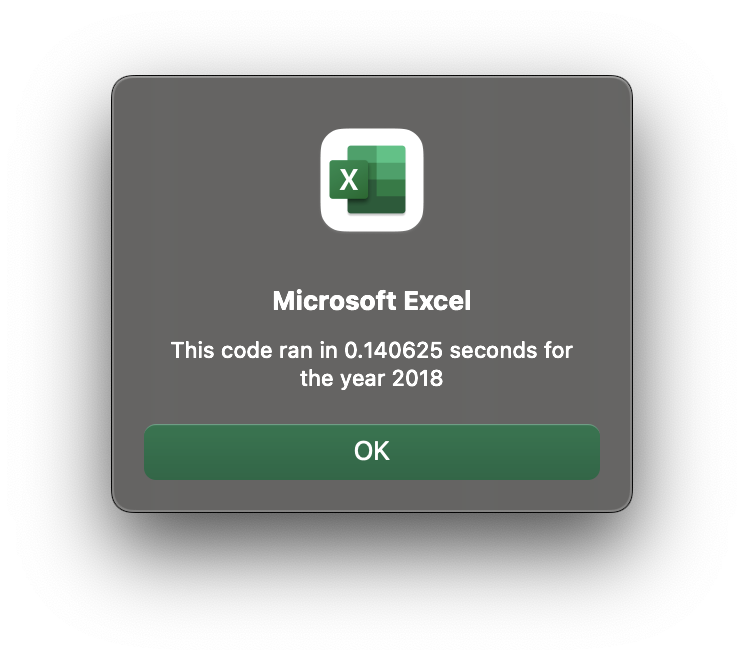 X
Microsoft Excel
This code ran in 0.140625 seconds for
the year 2018
OK